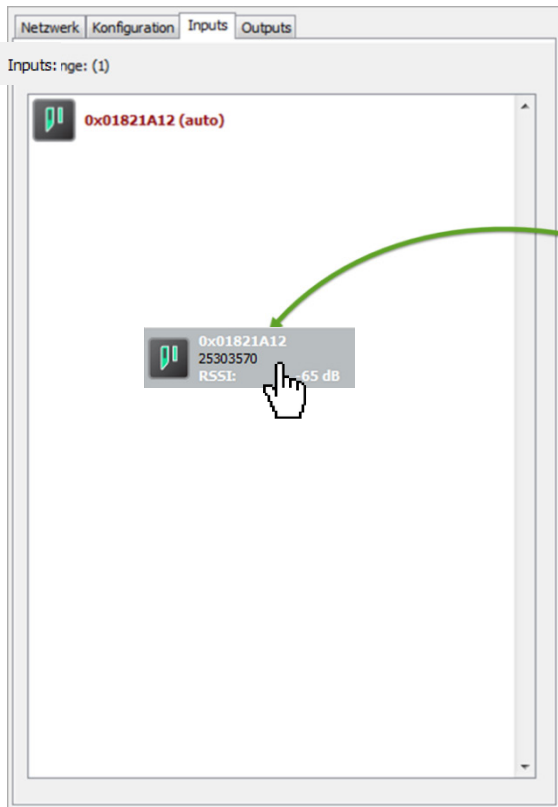 Netzwerk Konfiguration Inputs Outputs
Inputs: nge: (1)
0x01821A12 (auto)
0x01821A12
25303570
RSSI: -65 dB